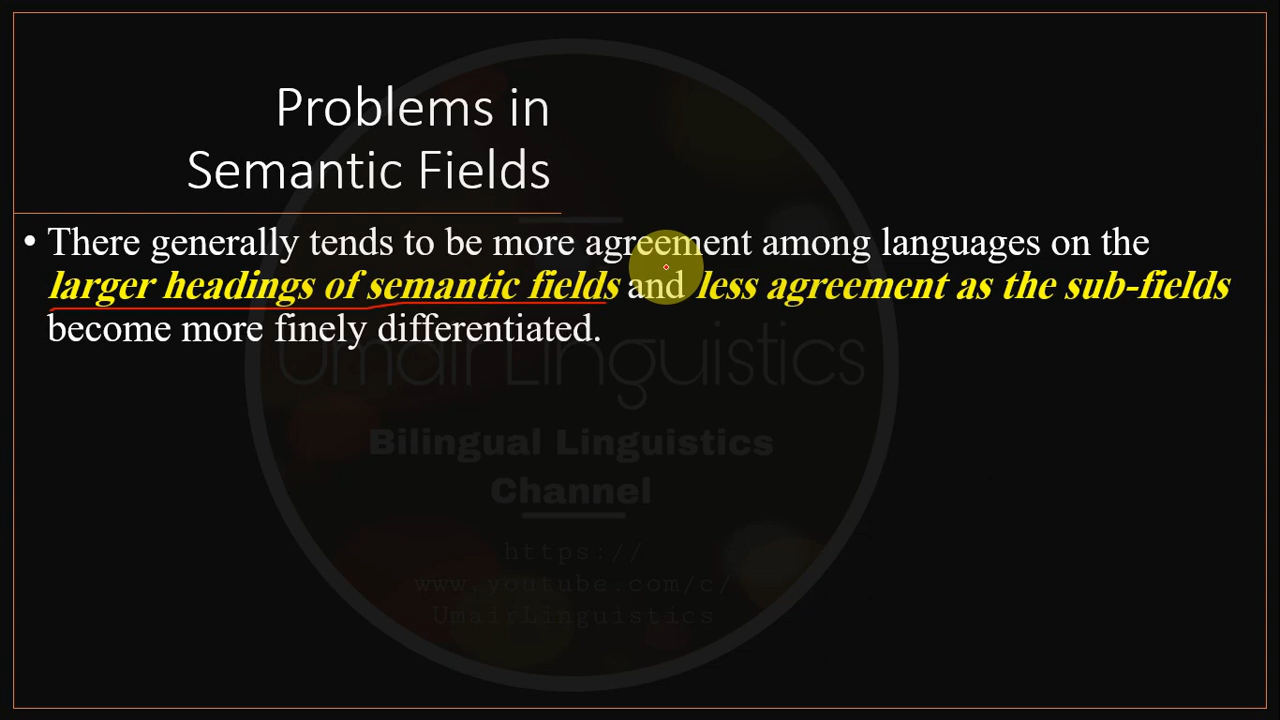 Problems in
Semantic Fields
• There generally tends to be more agreement among languages on the
larger headings of semantic fields and less agreement as the sub-fields
become more finely differentiated.
Umair Linguistics
Bilingual Linguistics
Channel
https://
www.youtube.com/c/
UmairLinguistics